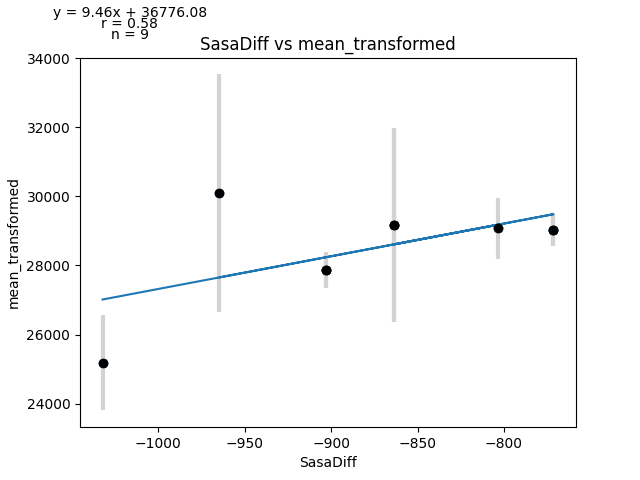 y = 9.46x + 36776.08
r = 0.58
n = 9
SasaDiff vs mean_transformed
34000
32000
30000
28000
26000
24000
mean_transformed
−1000
−950
−900
−850
−800
SasaDiff